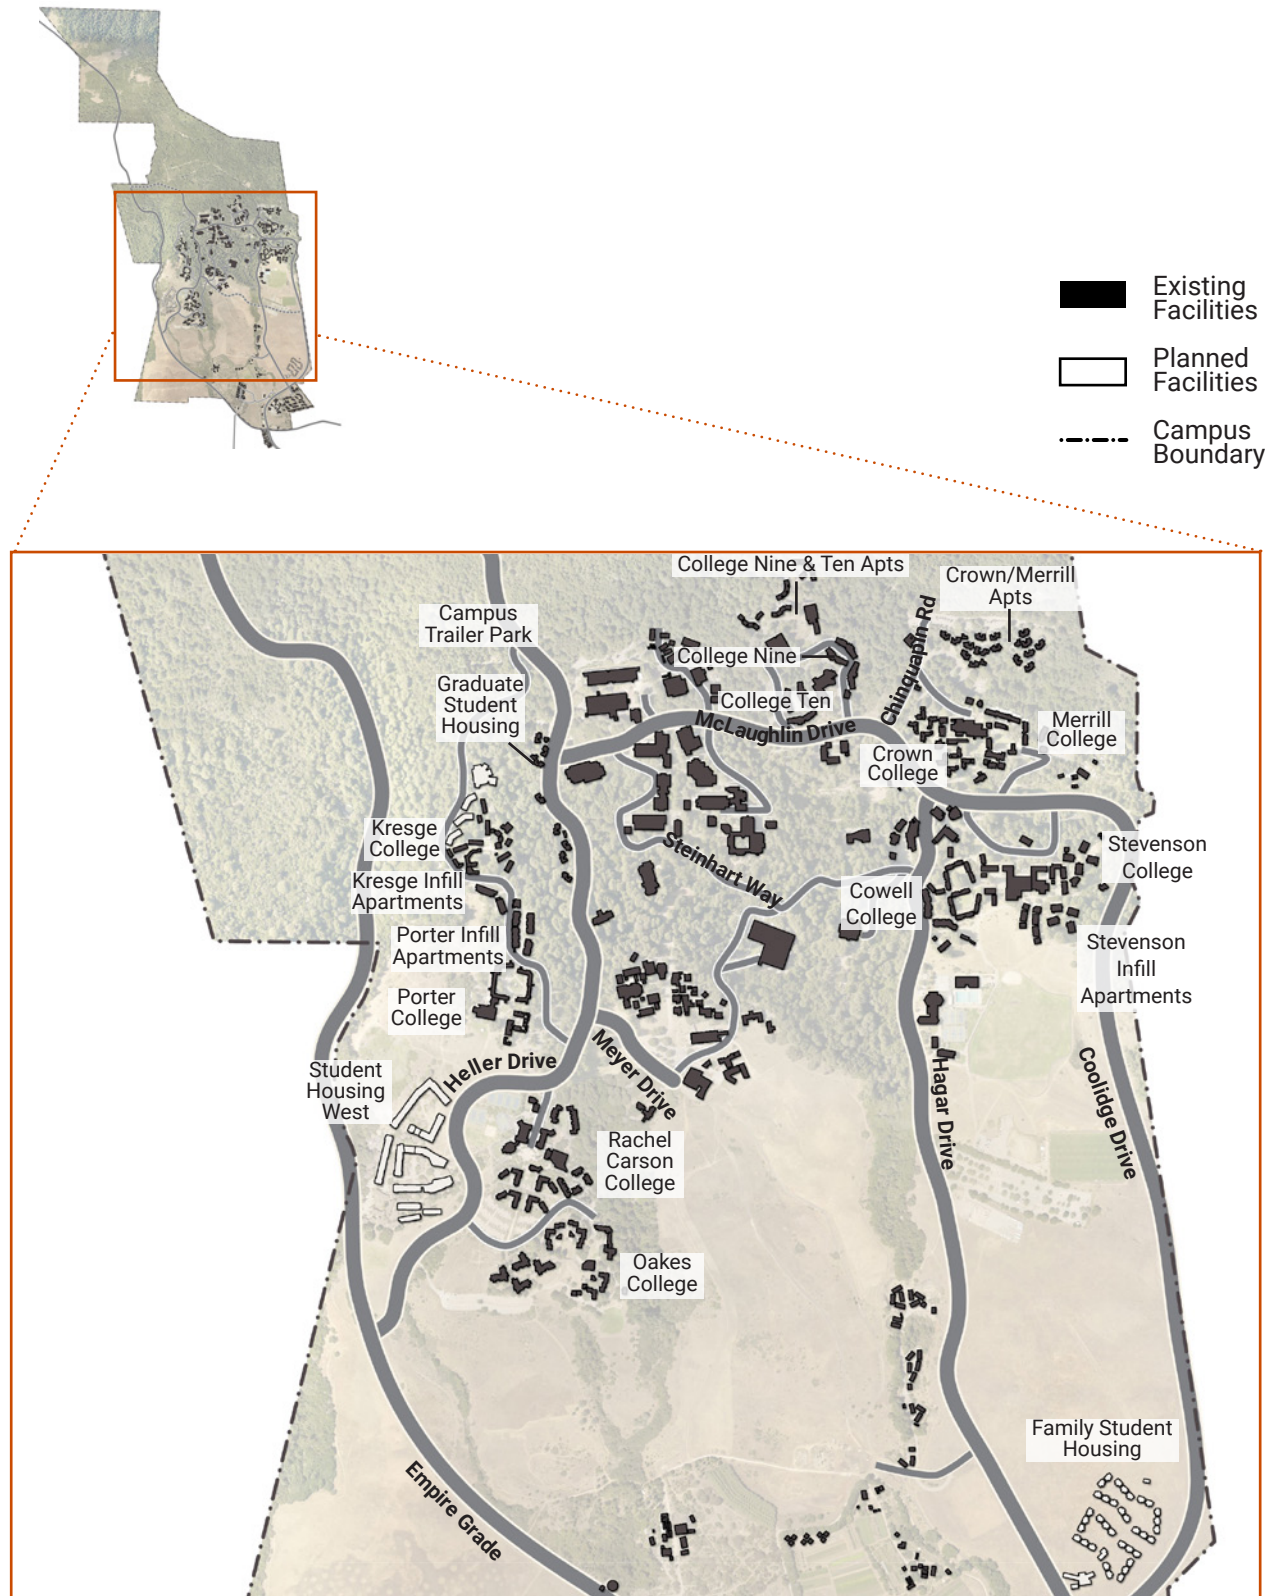 Existing
Facilities
Planned
Facilities
Campus
Boundary
College Nine & Ten Apts
Crown/Merrill
Apts
Campus
Trailer Park
Chinquapin Rd
College Nine
Graduate
Student
Housing
College Ten
McLaughlin Drive
Merrill
College
Crown
College
Kresge
College
Steinhart Way
Stevenson
College
Kresge Infill
Apartments
Cowell
College
Porter Infill
Apartments
Stevenson
Infill
Apartments
Porter
College
Heller Drive
Meyer Drive
Student
Housing
West
Hagar Drive
Coolidge Drive
Rachel
Carson
College
Oakes
College
Family Student
Housing
Empire Grade